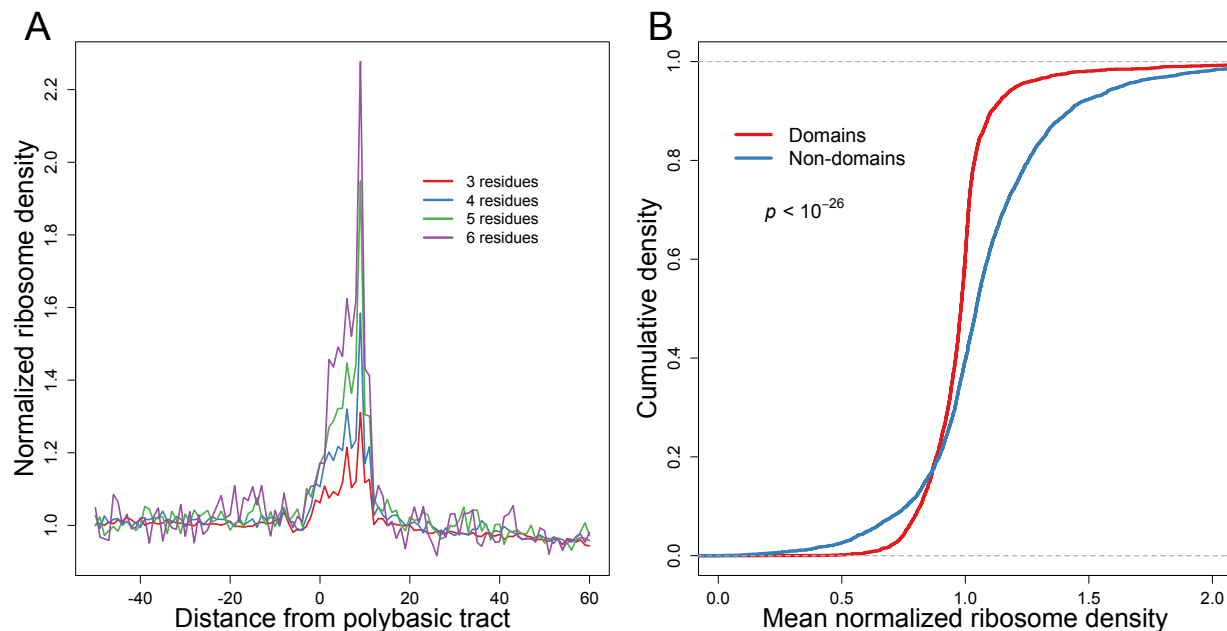 A
Normalized ribosome density
2.2
2.0
1.8
1.6
1.4
1.2
1.0
3 residues
4 residues
5 residues
6 residues
-40 -20 0 20 40 60
Distance from polybasic tract
B
Cumulative density
1.0
0.8
0.6
0.4
0.2
0.0
Domains
Non-domains
p < 10⁻²⁶
0.0 0.5 1.0 1.5 2.0
Mean normalized ribosome density